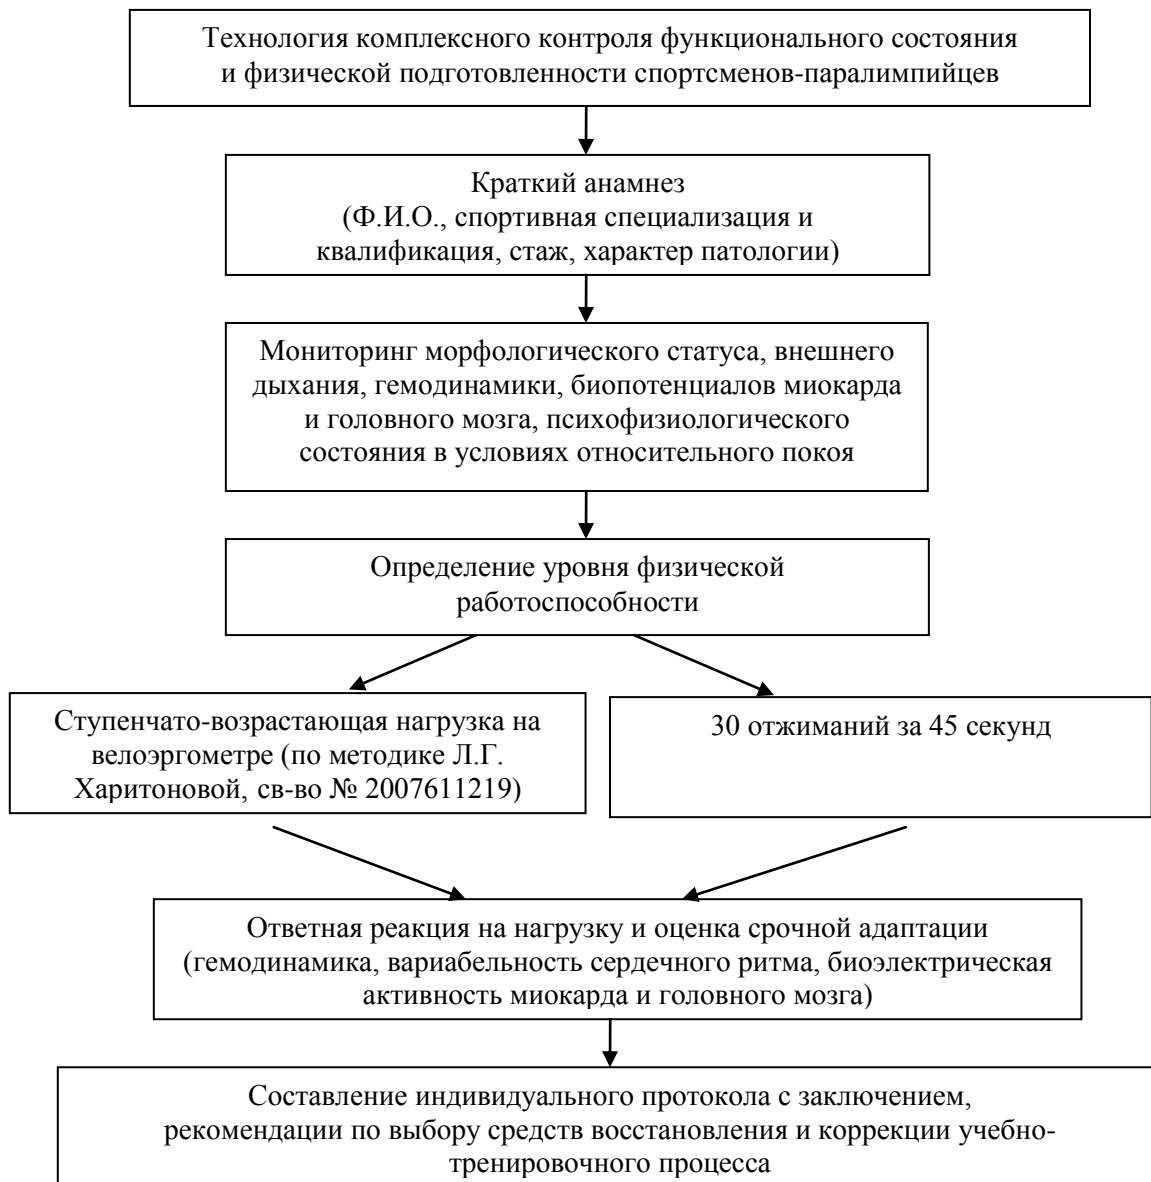 Технология комплексного контроля функционального состояния
и физической подготовленности спортсменов-паралимпийцев
Краткий анамнез
(Ф.И.О., спортивная специализация и
квалификация, стаж, характер патологии)
Мониторинг морфологического статуса, внешнего
дыхания, гемодинамики, биопотенциалов миокарда
и головного мозга, психофизиологического
состояния в условиях относительного покоя
Определение уровня физической
работоспособности
Ступенчато-возрастающая нагрузка на
велоэргометре (по методике Л.Г.
Харитоновой, св-во № 2007611219)
30 отжиманий за 45 секунд
Ответная реакция на нагрузку и оценка срочной адаптации
(гемодинамика, вариабельность сердечного ритма, биоэлектрическая
активность миокарда и головного мозга)
Составление индивидуального протокола с заключением,
рекомендации по выбору средств восстановления и коррекции учебно-
тренировочного процесса